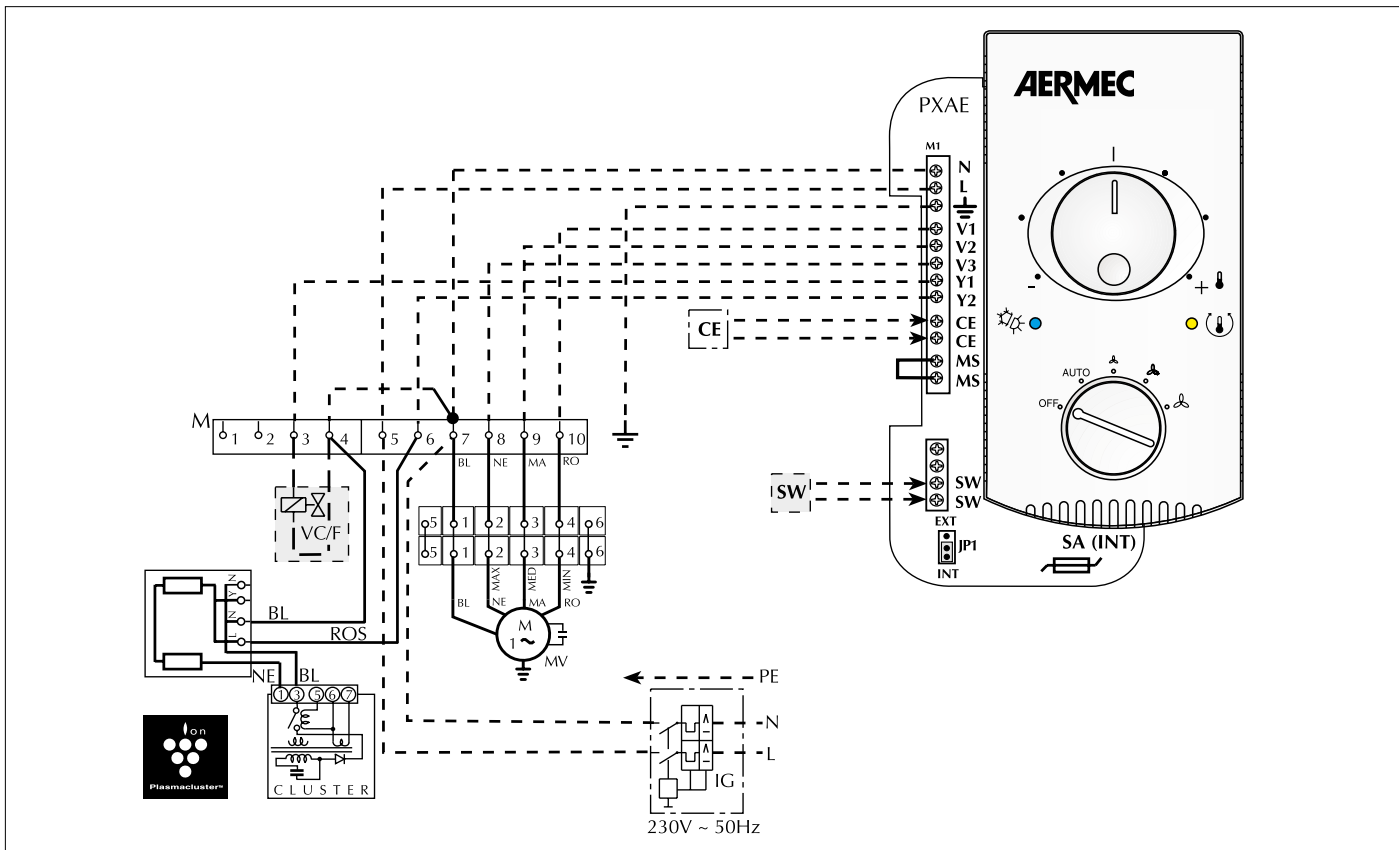 AERMEC
PXAE
M1
N
L
V1
V2
V3
Y1
Y2
CE
CE
CE
MS
MS
- +
AUTO
OFF
M
1 2 3 4 5 6 7 8 9 10
BL NE MA RO
SW
SW
SW
EXT
JP1
INT
SA (INT)
VC/F
5 1 2 3 4 6
5 1 2 3 4 6
MAX MED MIN
BL NE MA RO
M
1 ~
MV
N
Y
N
L
BL
ROS
NE BL
1 3 5 6 7
CLUSTER
ion
Plasmacluster™
PE
N
L
IG
230V ~ 50Hz